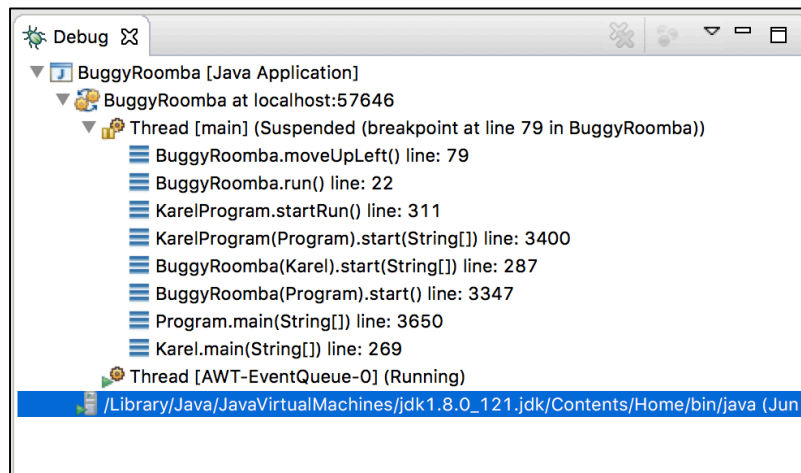 Debug
BuggyRoomba [Java Application]
BuggyRoomba at localhost:57646
Thread [main] (Suspended (breakpoint at line 79 in BuggyRoomba))
BuggyRoomba.moveUpLeft() line: 79
BuggyRoomba.run() line: 22
KarelProgram.startRun() line: 311
KarelProgram(Program).start(String[]) line: 3400
BuggyRoomba(Karel).start(String[]) line: 287
BuggyRoomba(Program).start() line: 3347
Program.main(String[]) line: 3650
Karel.main(String[]) line: 269
Thread [AWT-EventQueue-0] (Running)
/Library/Java/JavaVirtualMachines/jdk1.8.0_121.jdk/Contents/Home/bin/java (Jun